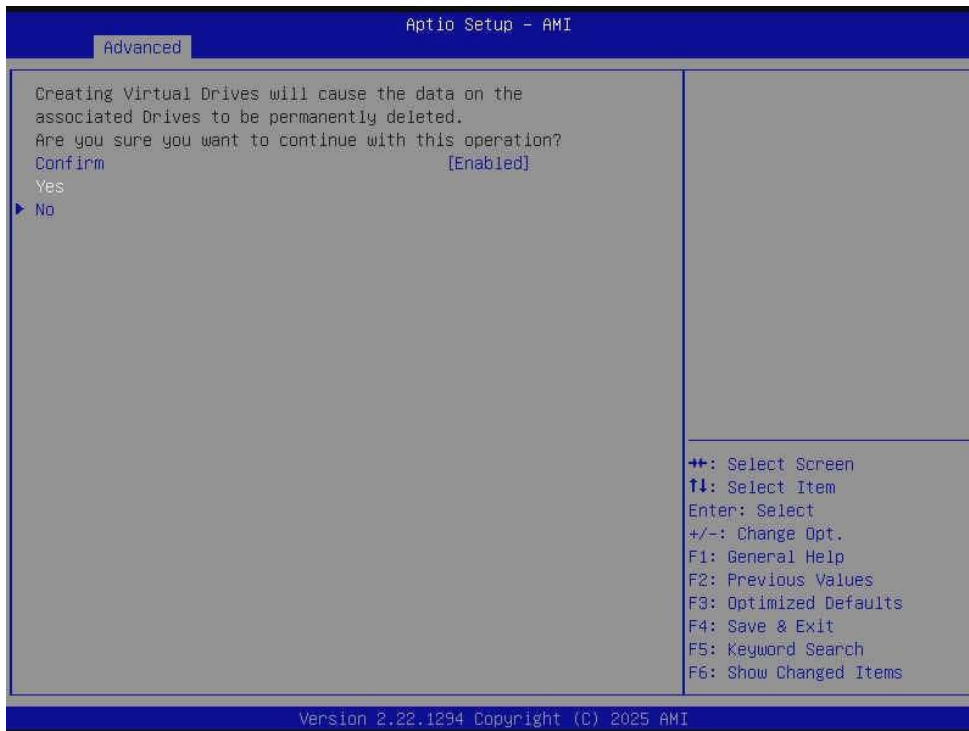 Aptio Setup - AMI
Advanced
Creating Virtual Drives will cause the data on the
associated Drives to be permanently deleted.
Are you sure you want to continue with this operation?
Confirm [Enabled]
Yes
No
→←: Select Screen
↑↓: Select Item
Enter: Select
+/-: Change Opt.
F1: General Help
F2: Previous Values
F3: Optimized Defaults
F4: Save & Exit
F5: Keyword Search
F6: Show Changed Items
Version 2.22.1294 Copyright (C) 2025 AMI